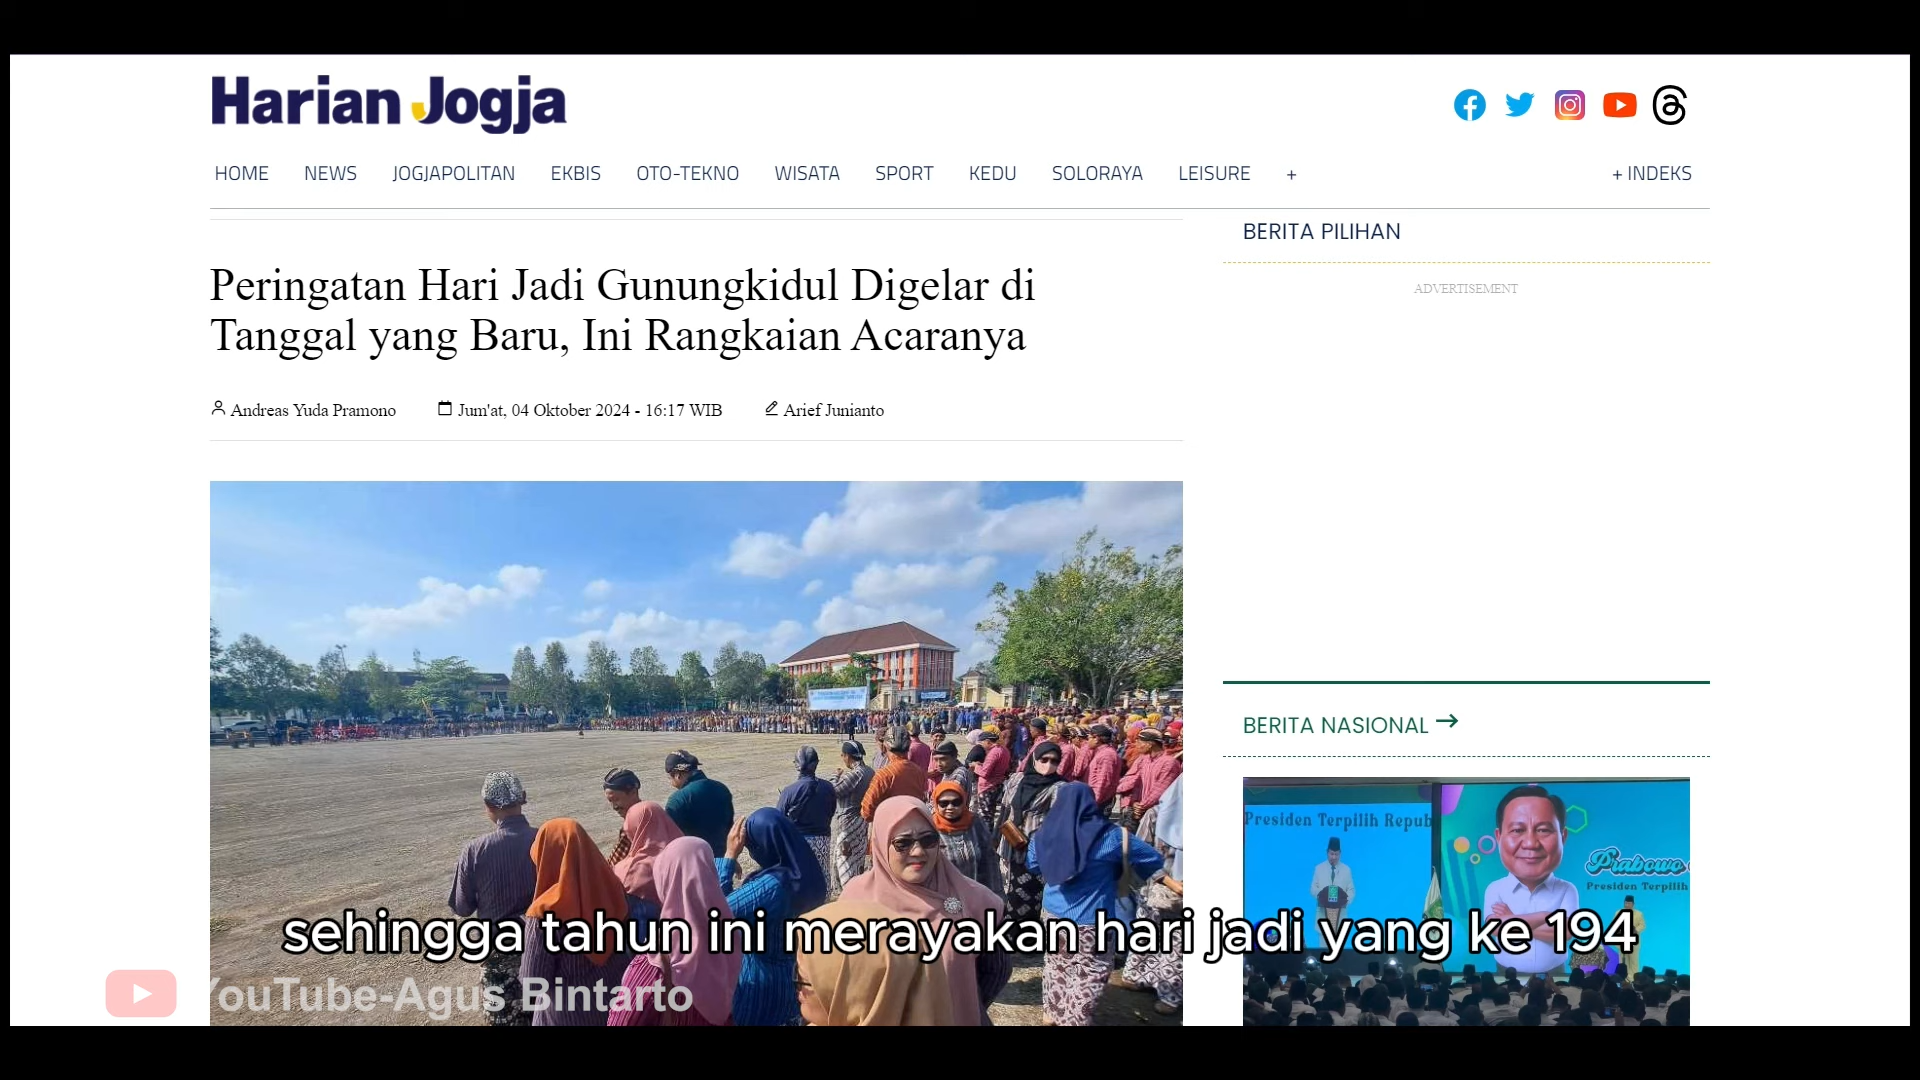 Harian Jogja
HOME NEWS JOGJAPOLITAN EKBIS OTO-TEKNO WISATA SPORT KEDU SOLORAYA LEISURE + + INDEKS
Peringatan Hari Jadi Gunungkidul Digelar di
Tanggal yang Baru, Ini Rangkaian Acaranya
Andreas Yuda Pramono Jum'at, 04 Oktober 2024 - 16:17 WIB Arief Junianto
BERITA PILIHAN
ADVERTISEMENT
BERITA NASIONAL →
Presiden Terpilih Repub
Prabowo
Presiden Terpilih
sehingga tahun ini merayakan hari jadi yang ke 194
YouTube-Agus Bintarto